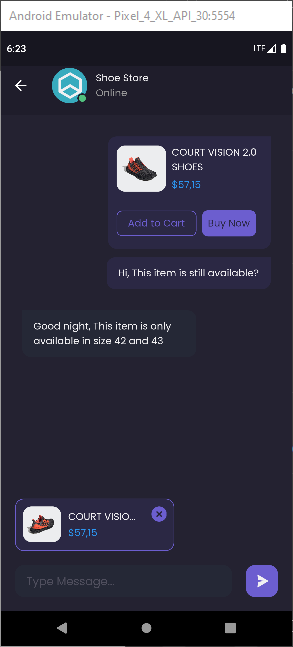 Android Emulator - Pixel_4_XL_API_30:5554
6:23 LTE
Shoe Store
Online
COURT VISION 2.0
SHOES
$57,15
Add to Cart Buy Now
Hi, This item is still available?
Good night, This item is only
available in size 42 and 43
COURT VISIO...
$57,15
Type Message...